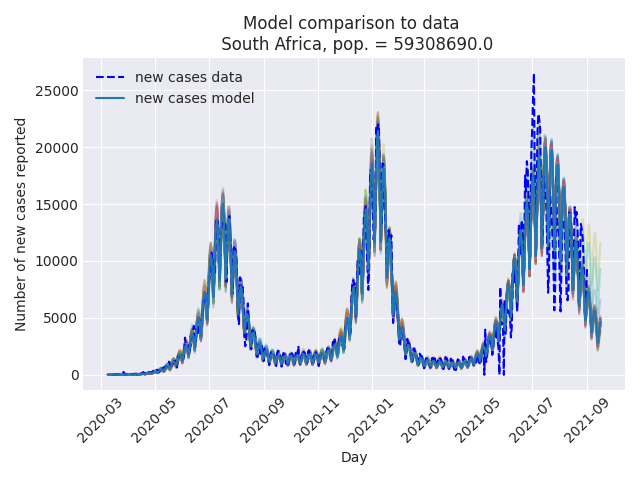 Model comparison to data
South Africa, pop. = 59308690.0
new cases data
new cases model
Number of new cases reported
25000
20000
15000
10000
5000
0
2020-03
2020-05
2020-07
2020-09
2020-11
2021-01
2021-03
2021-05
2021-07
2021-09
Day